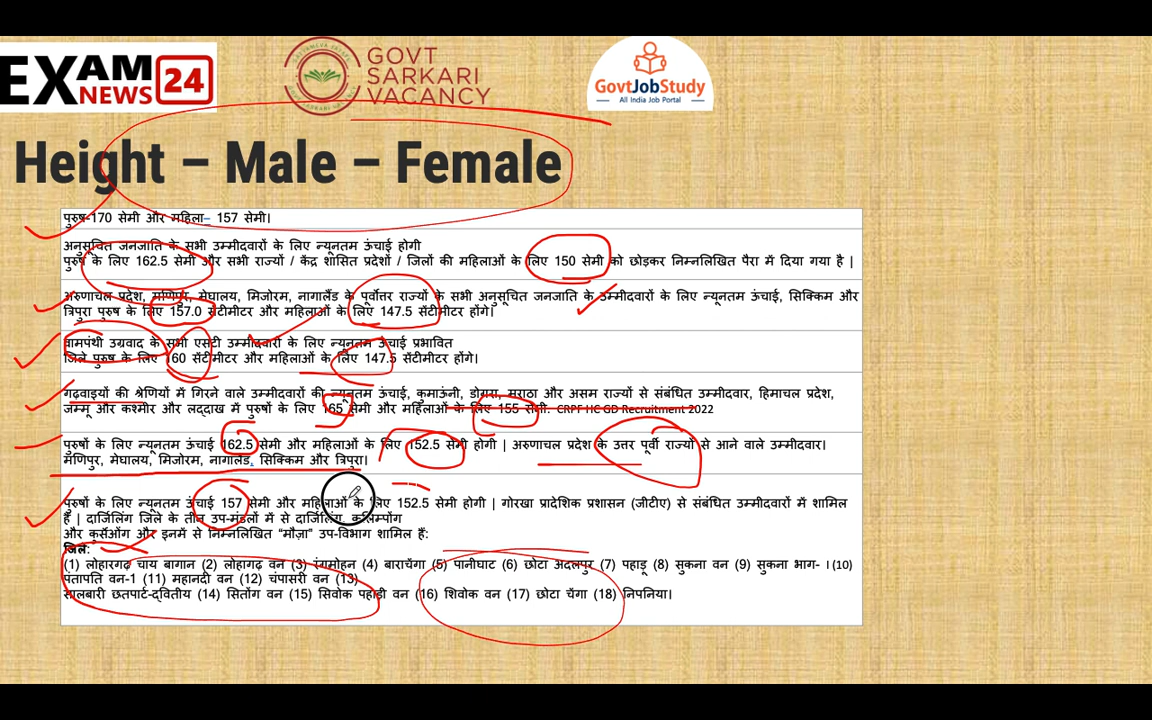 EXAM
NEWS 24
GOVT
SARKARI
VACANCY
GovtJobStudy
All India Job Portal
Height – Male – Female
पुरुष-170 सेमी और महिला– 157 सेमी।
अनुसूचित जनजाति के सभी उम्मीदवारों के लिए न्यूनतम ऊंचाई होगी
पुरुष के लिए 162.5 सेमी और सभी राज्यों / केंद्र शासित प्रदेशों / जिलों की महिलाओं के लिए 150 सेमी को छोड़कर निम्नलिखित पैरा में दिया गया है |
अरुणाचल प्रदेश, मणिपुर, मेघालय, मिजोरम, नागालैंड के पूर्वोत्तर राज्यों के सभी अनुसूचित जनजाति के उम्मीदवारों के लिए न्यूनतम ऊंचाई, सिक्किम और
त्रिपुरा पुरुष के लिए 157.0 सेंटीमीटर और महिलाओं के लिए 147.5 सेंटीमीटर होंगे।
वामपंथी उग्रवाद के सभी एसटी उम्मीदवारों के लिए न्यूनतम ऊंचाई प्रभावित
जिले पुरुष के लिए 160 सेंटीमीटर और महिलाओं के लिए 147.5 सेंटीमीटर होंगे।
गढ़वाइयों की श्रेणियों में गिरने वाले उम्मीदवारों की न्यूनतम ऊंचाई, कुमाऊंनी, डोगरा, मराठा और असम राज्यों से संबंधित उम्मीदवार, हिमाचल प्रदेश,
जम्मू और कश्मीर और लद्दाख में पुरुषों के लिए 165 सेमी और महिलाओं के लिए 155 सेमी. CRPF HC GD Recruitment 2022
पुरुषों के लिए न्यूनतम ऊंचाई 162.5 सेमी और महिलाओं के लिए 152.5 सेमी होगी | अरुणाचल प्रदेश के उत्तर पूर्वी राज्यों से आने वाले उम्मीदवार।
मणिपुर, मेघालय, मिजोरम, नागालैंड, सिक्किम और त्रिपुरा।
पुरुषों के लिए न्यूनतम ऊंचाई 157 सेमी और महिलाओं के लिए 152.5 सेमी होगी | गोरखा प्रादेशिक प्रशासन (जीटीए) से संबंधित उम्मीदवारों में शामिल
हैं | दार्जिलिंग जिले के तीन उप-मंडलों में से दार्जिलिंग, कलिम्पोंग
और कुर्सेओंग और इनमें से निम्नलिखित "मौज़ा" उप-विभाग शामिल हैं:
जिले:
(1) लोहारगढ़ चाय बागान (2) लोहागढ़ वन (3) रंगमोहन (4) बाराचेंगा (5) पानीघाट (6) छोटा अदलपुर (7) पहाड़ू (8) सुकना वन (9) सुकना भाग- । (10)
पंतापति वन-1 (11) महानदी वन (12) चंपासरी वन (13)
सालबारी छतपार्ट-द्वितीय (14) सितोंग वन (15) सिवोक पहाड़ी वन (16) शिवोक वन (17) छोटा चेंगा (18) निपनिया।